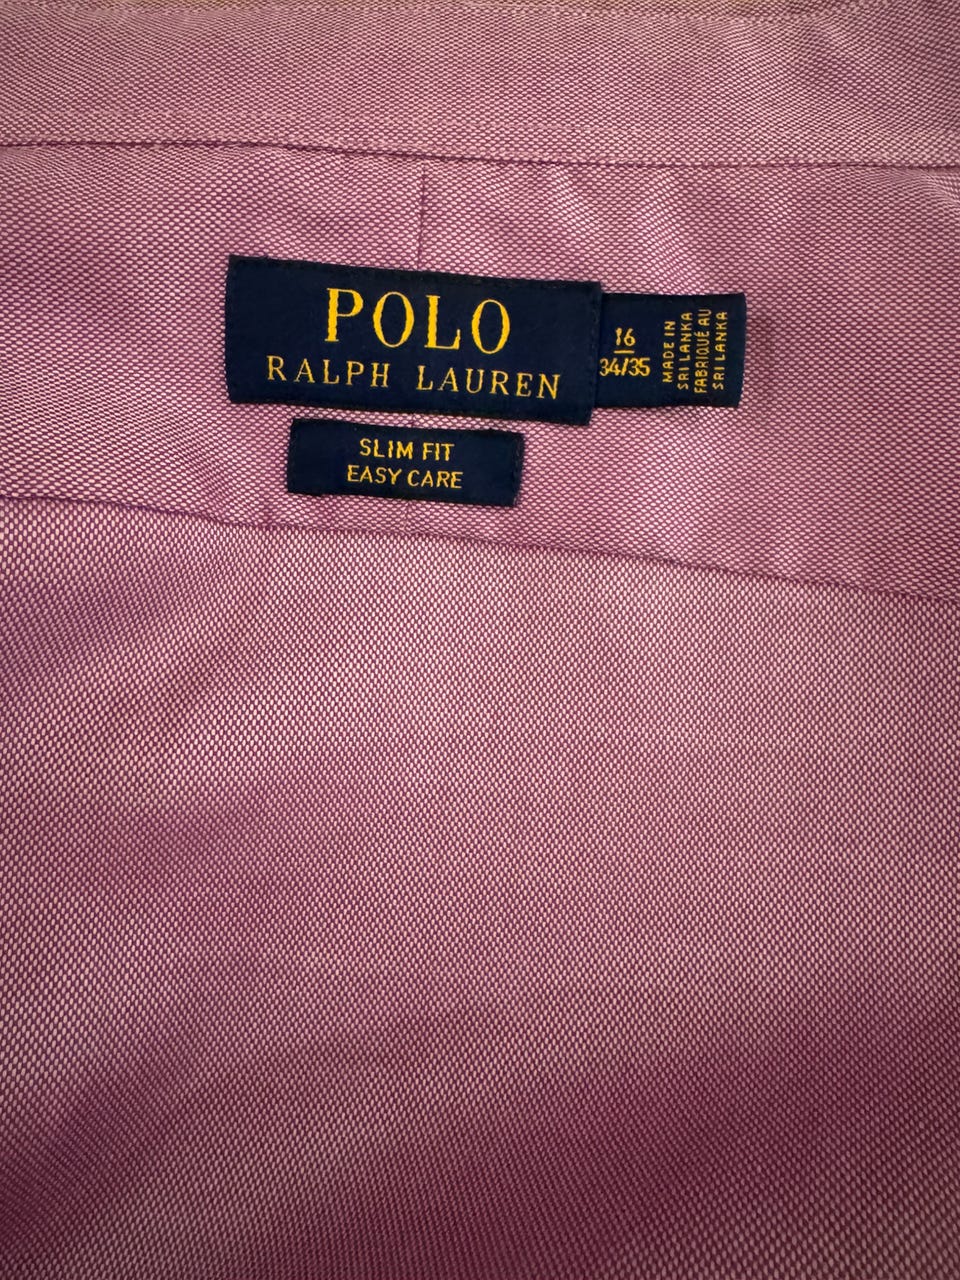 POLO
RALPH LAUREN
16
34/35
MADE IN
SRI LANKA
FABRIQUÉ AU
SRI LANKA
SLIM FIT
EASY CARE